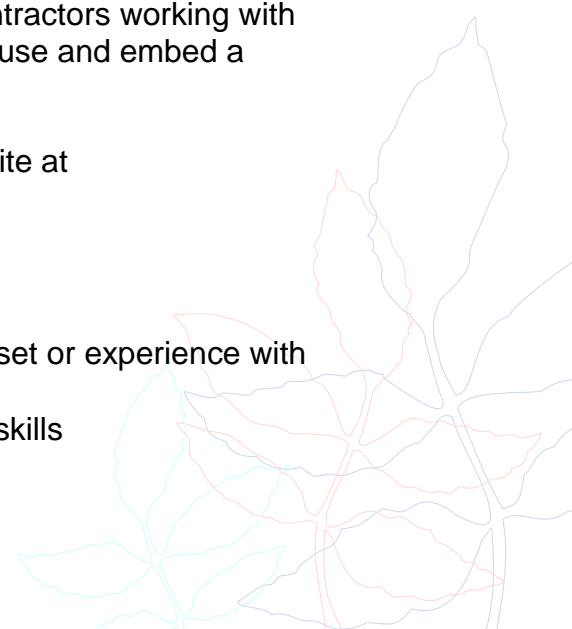 ntractors working with
use and embed a
ite at
set or experience with
skills